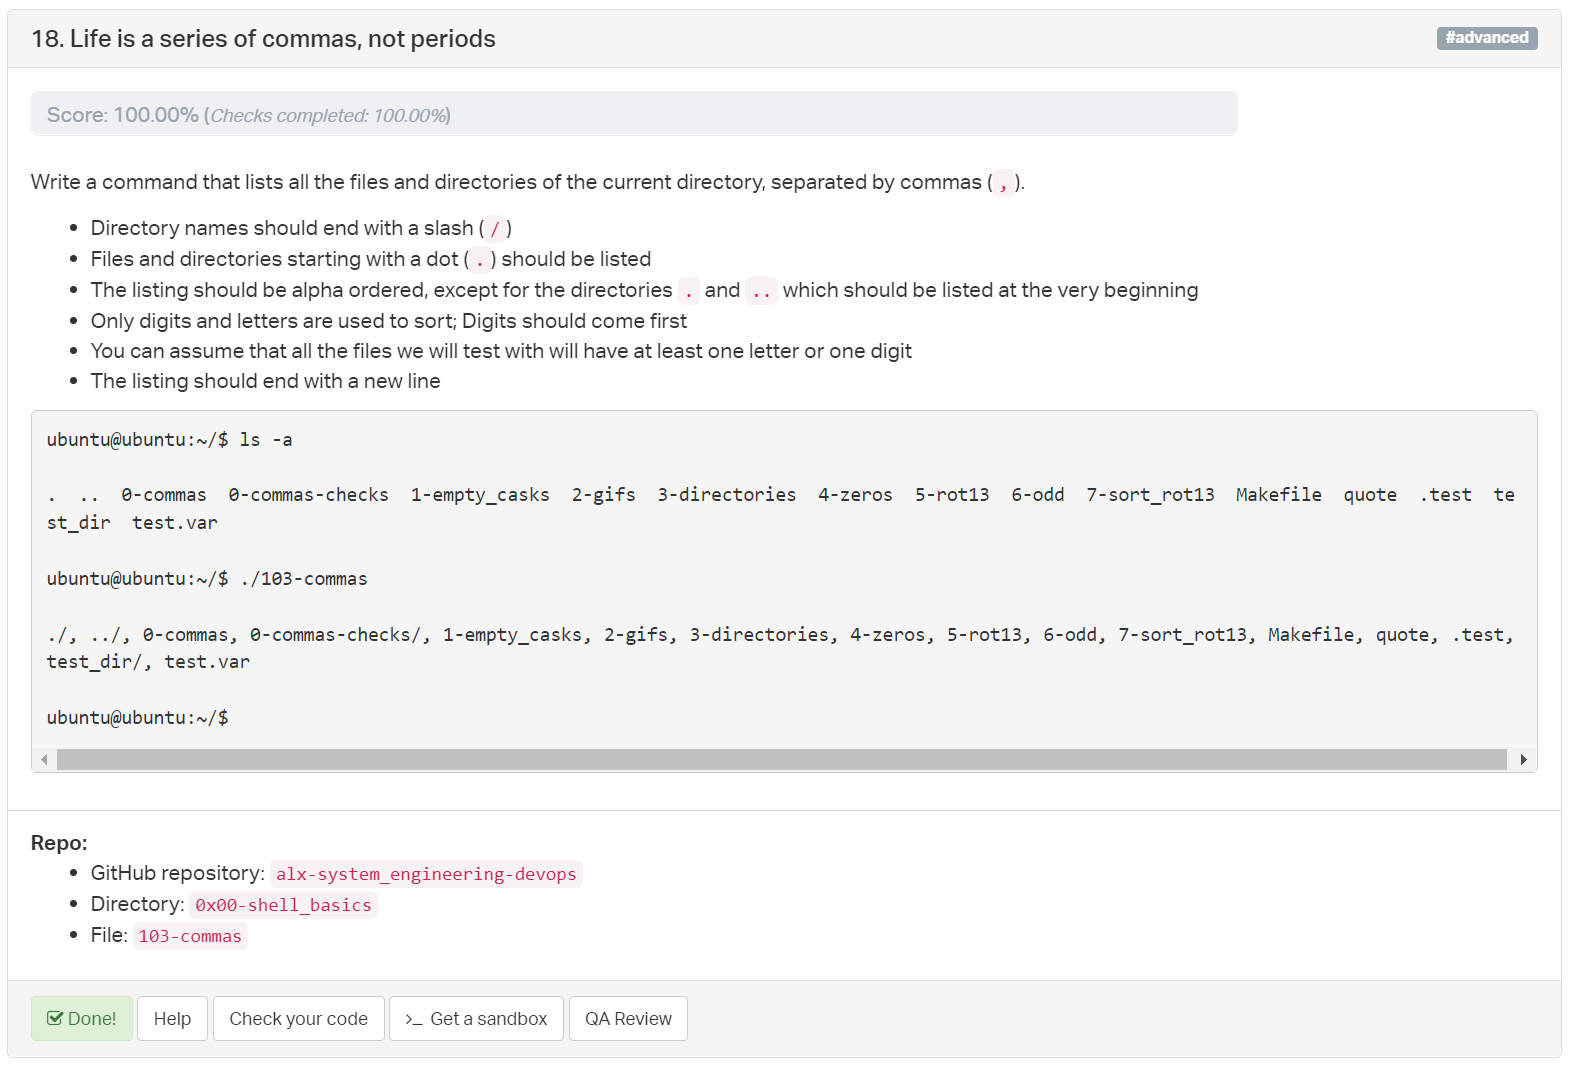 18. Life is a series of commas, not periods
#advanced
Score: 100.00% (Checks completed: 100.00%)
Write a command that lists all the files and directories of the current directory, separated by commas ( , ).
Directory names should end with a slash ( / )
Files and directories starting with a dot ( . ) should be listed
The listing should be alpha ordered, except for the directories . and .. which should be listed at the very beginning
Only digits and letters are used to sort; Digits should come first
You can assume that all the files we will test with will have at least one letter or one digit
The listing should end with a new line
ubuntu@ubuntu:~/$ ls -a
.  ..  0-commas  0-commas-checks  1-empty_casks  2-gifs  3-directories  4-zeros  5-rot13  6-odd  7-sort_rot13  Makefile  quote  .test  te
st_dir  test.var
ubuntu@ubuntu:~/$ ./103-commas
./, ../, 0-commas, 0-commas-checks/, 1-empty_casks, 2-gifs, 3-directories, 4-zeros, 5-rot13, 6-odd, 7-sort_rot13, Makefile, quote, .test,
test_dir/, test.var
ubuntu@ubuntu:~/$
Repo:
GitHub repository: alx-system_engineering-devops
Directory: 0x00-shell_basics
File: 103-commas
Done!
Help
Check your code
>_ Get a sandbox
QA Review